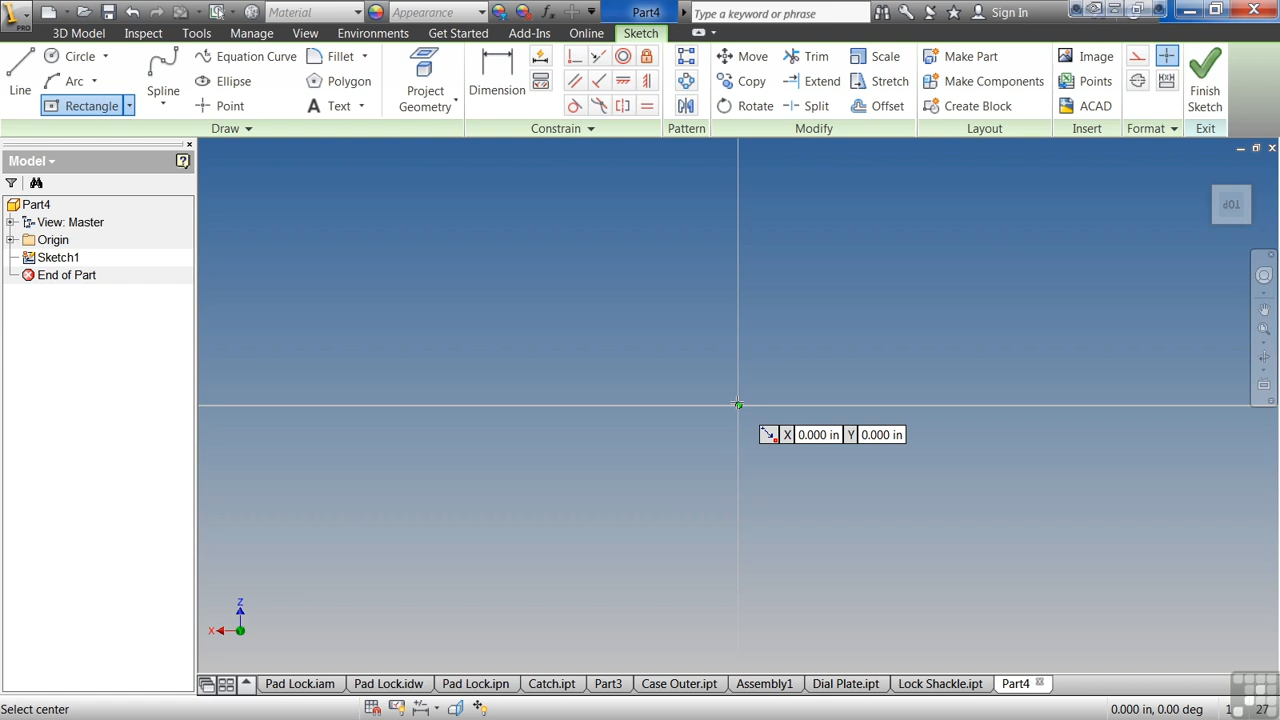 Material
Appearance
Part4
Type a keyword or phrase
Sign In
PRO
3D Model
Inspect
Tools
Manage
View
Environments
Get Started
Add-Ins
Online
Sketch
Line
Circle
Arc
Rectangle
Spline
Equation Curve
Ellipse
Point
Fillet
Polygon
Text
Project Geometry
Dimension
Move
Copy
Rotate
Trim
Extend
Split
Scale
Stretch
Offset
Make Part
Make Components
Create Block
Image
Points
ACAD
Finish Sketch
Draw
Constrain
Pattern
Modify
Layout
Insert
Format
Exit
Model
Part4
View: Master
Origin
Sketch1
End of Part
TOP
X 0.000 in Y 0.000 in
Z
X
Pad Lock.iam
Pad Lock.idw
Pad Lock.ipn
Catch.ipt
Part3
Case Outer.ipt
Assembly1
Dial Plate.ipt
Lock Shackle.ipt
Part4
Select center
0.000 in, 0.00 deg
1
27